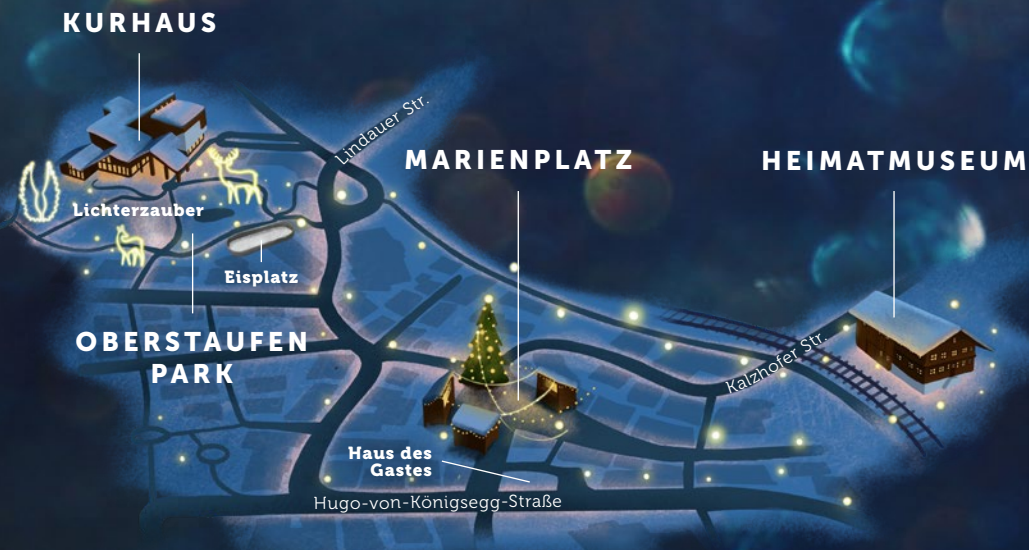 KURHAUS
Lindauer Str.
MARIENPLATZ
HEIMATMUSEUM
Lichterzauber
Eisplatz
OBERSTAUFEN
PARK
Kalzhofer Str.
Haus des
Gastes
Hugo-von-Königsegg-Straße